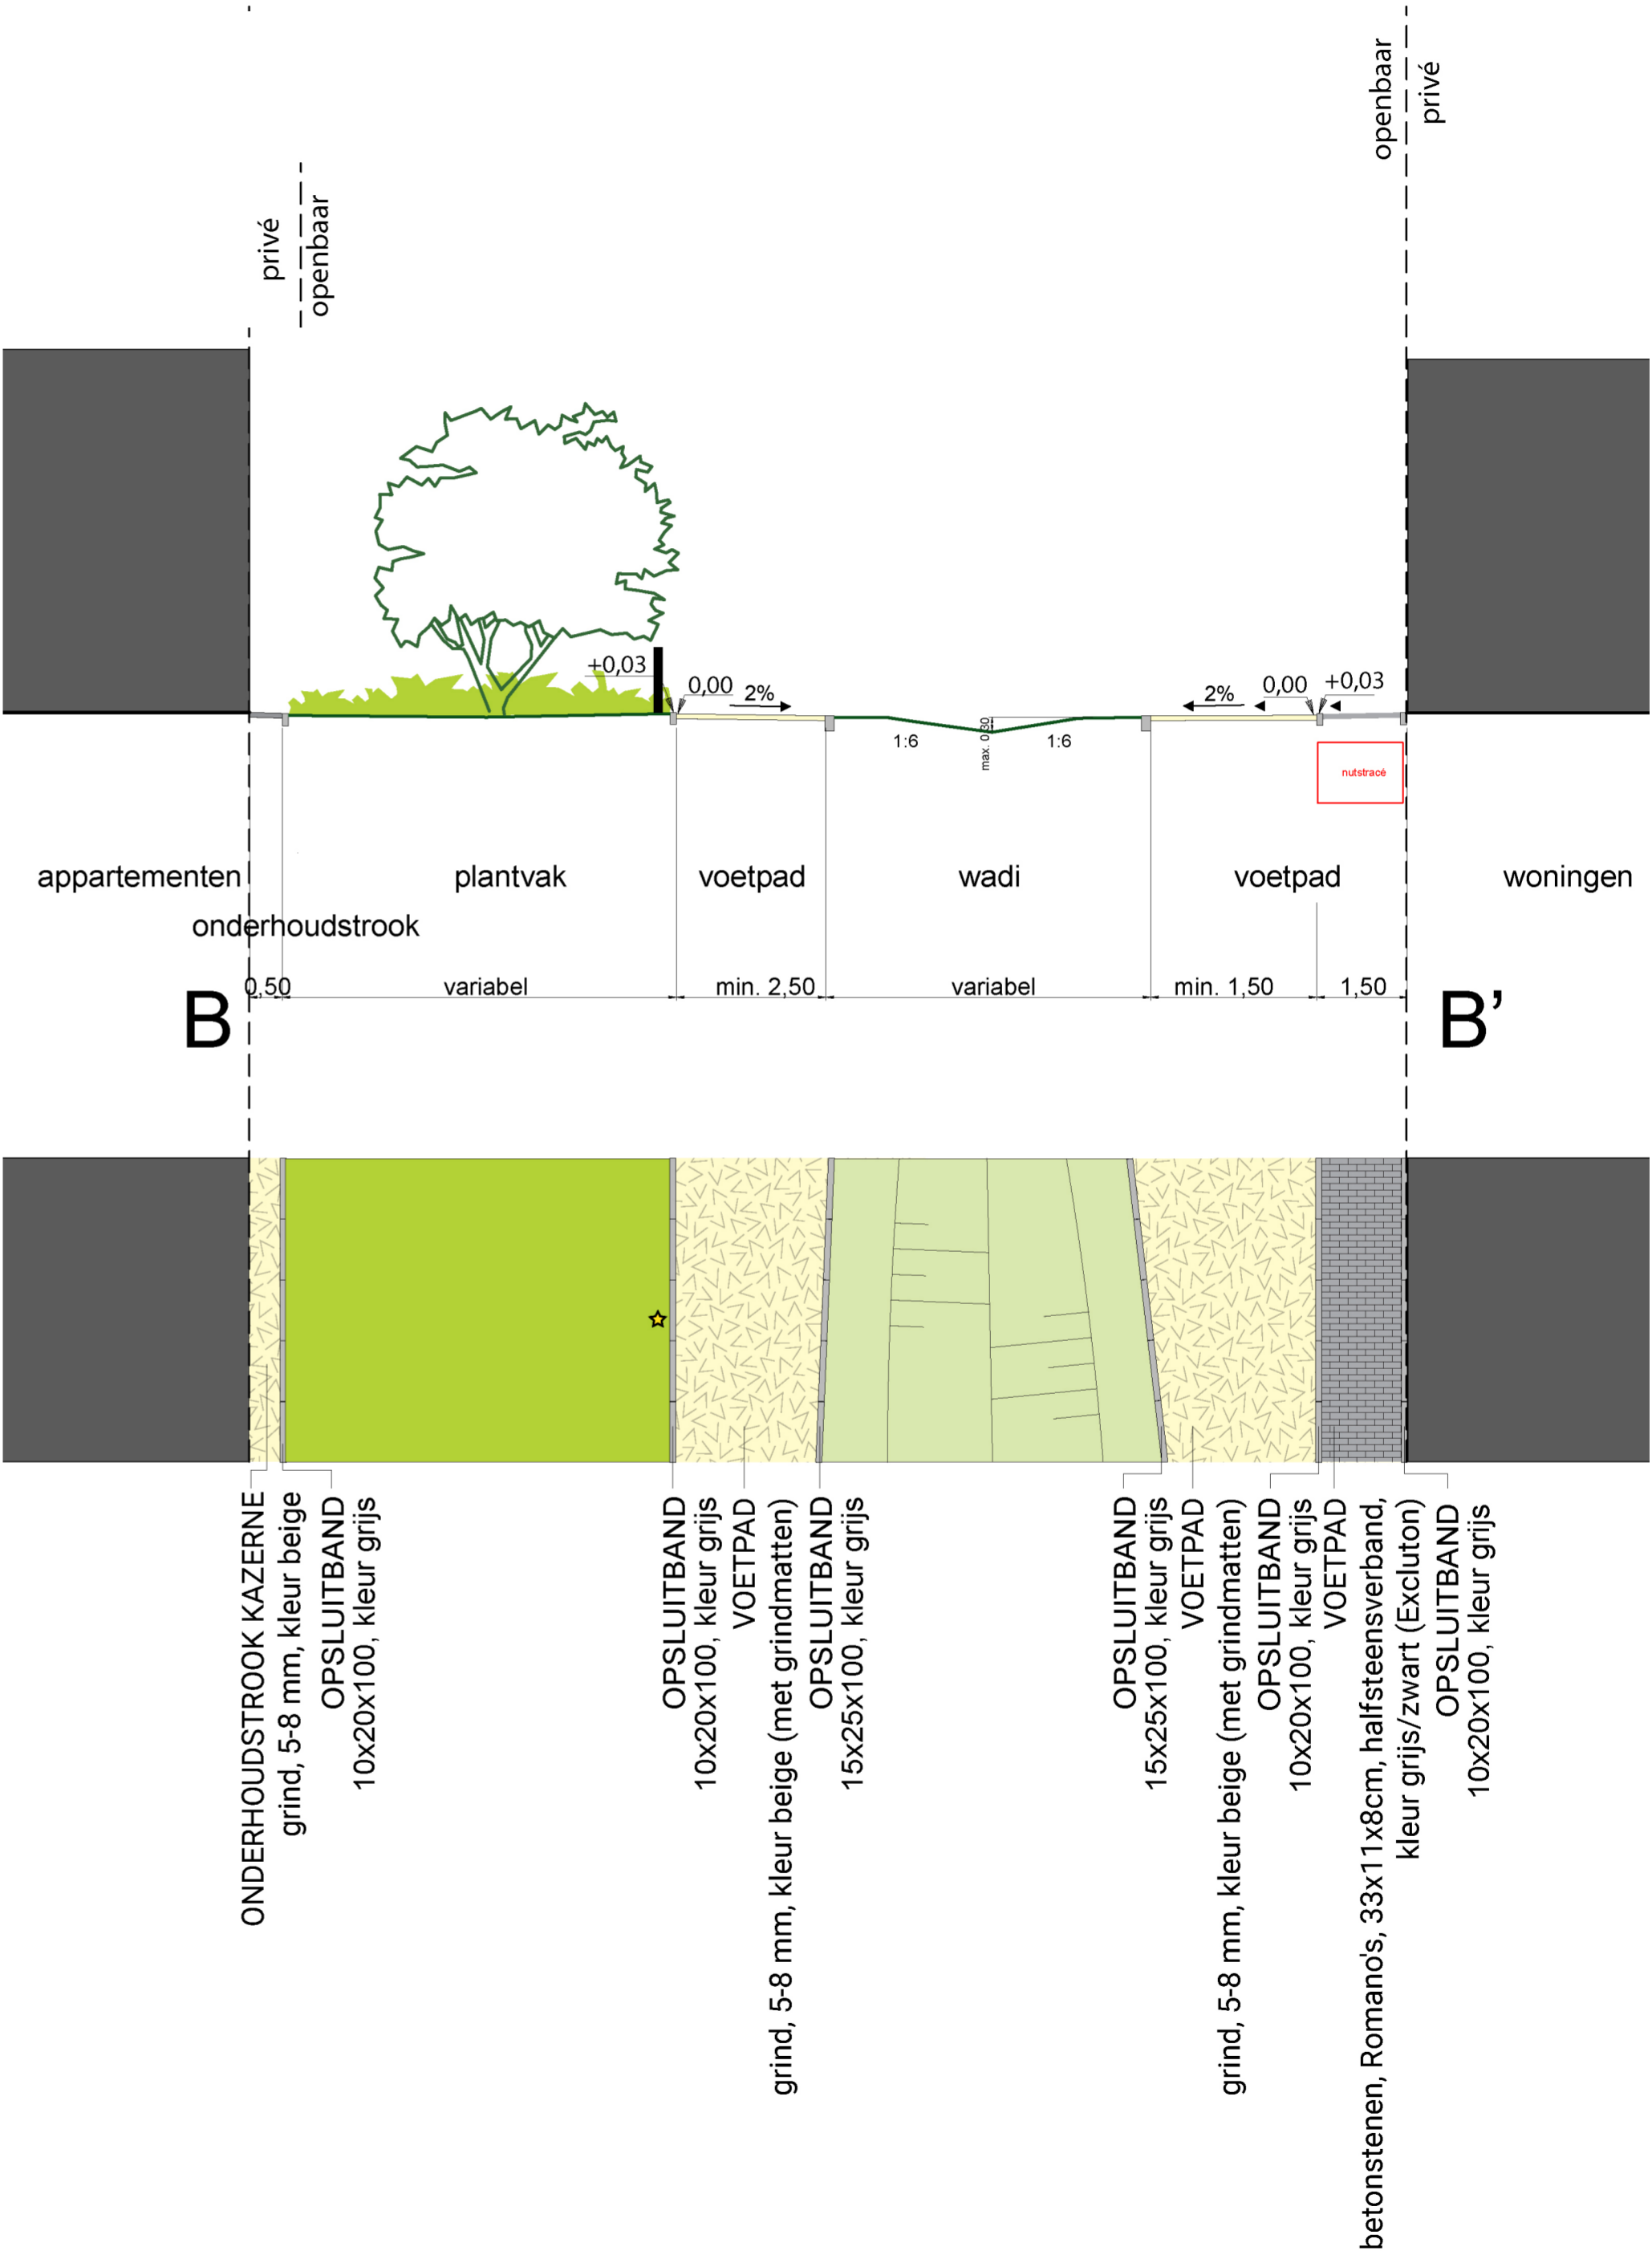 openbaar
privé
privé
openbaar
+0,03
0,00
2%
2%
0,00
+0,03
1:6
max. 0,30
1:6
nutstracé
appartementen
plantvak
voetpad
wadi
voetpad
woningen
onderhoudstrook
0,50
variabel
min. 2,50
variabel
min. 1,50
1,50
B
B’
ONDERHOUDSTROOK KAZERNE
grind, 5-8 mm, kleur beige
OPSLUITBAND
10x20x100, kleur grijs
OPSLUITBAND
10x20x100, kleur grijs
VOETPAD
grind, 5-8 mm, kleur beige (met grindmatten)
OPSLUITBAND
15x25x100, kleur grijs
OPSLUITBAND
15x25x100, kleur grijs
VOETPAD
grind, 5-8 mm, kleur beige (met grindmatten)
OPSLUITBAND
10x20x100, kleur grijs
VOETPAD
betonstenen, Romano's, 33x11x8cm, halfsteensverband,
kleur grijs/zwart (Excluton)
OPSLUITBAND
10x20x100, kleur grijs